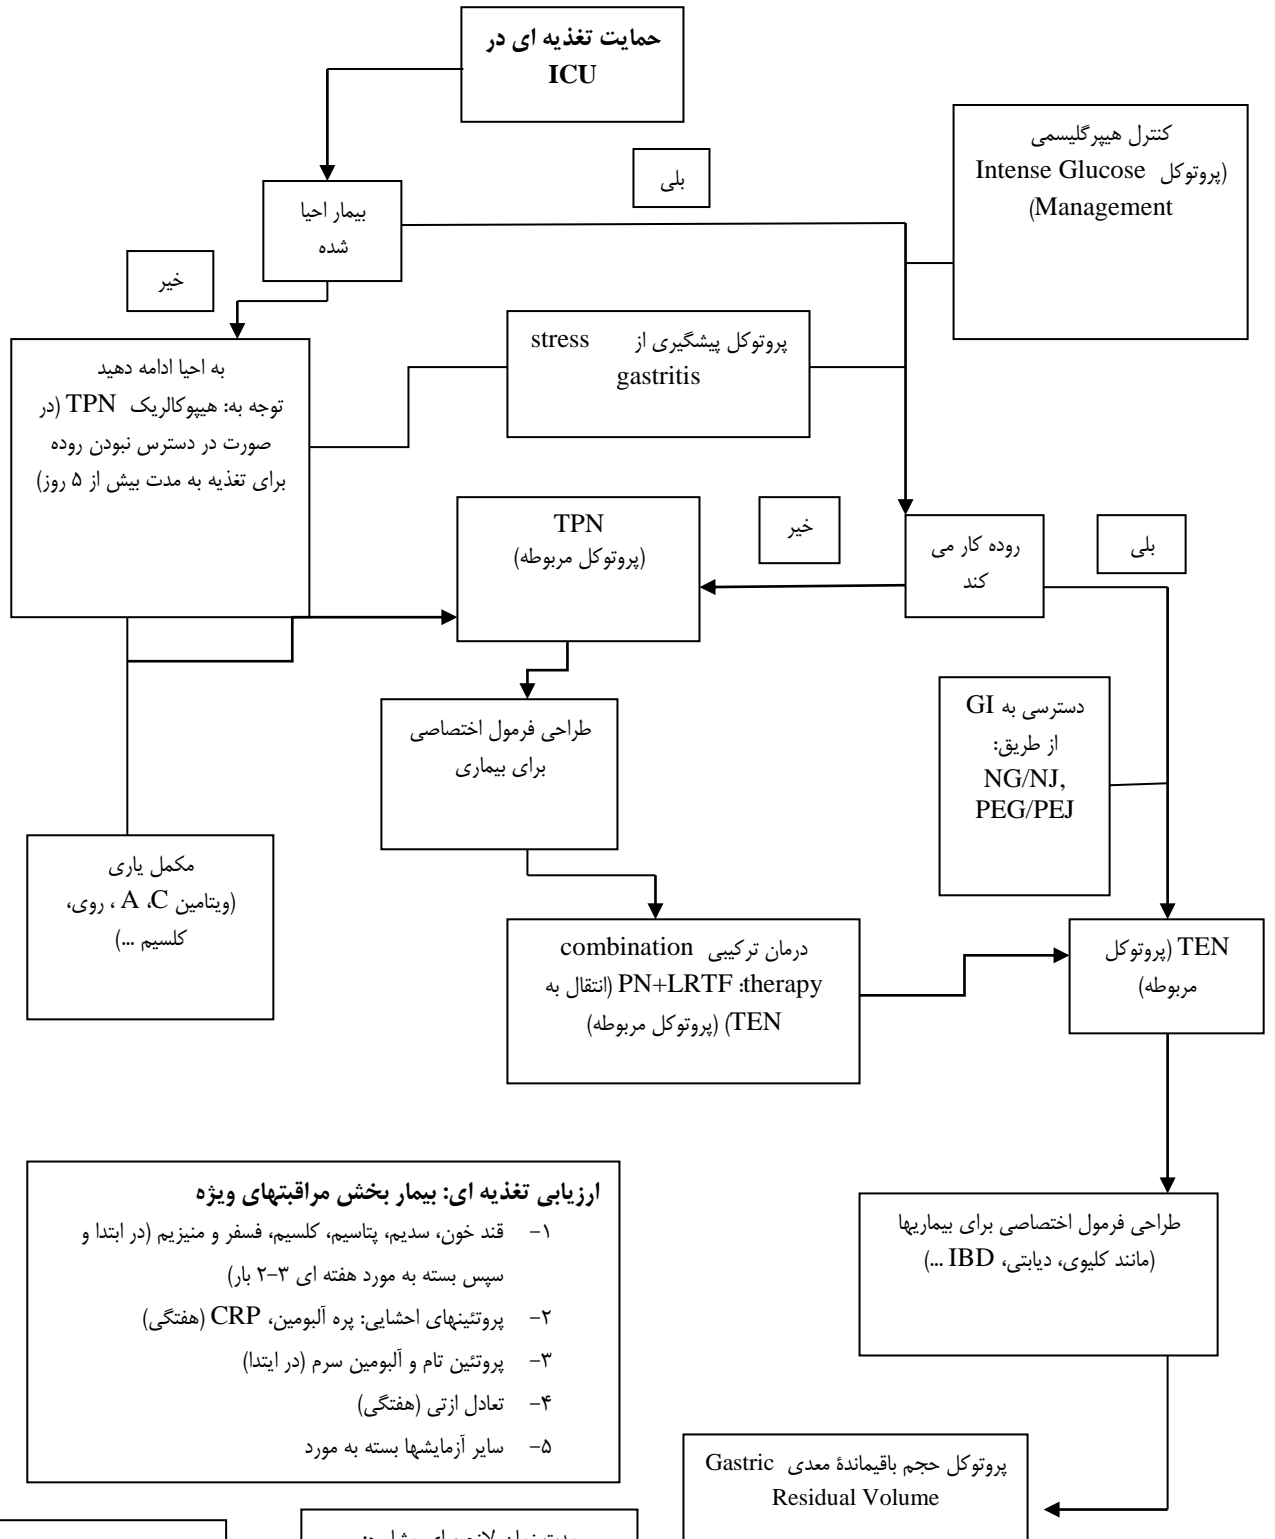 حمایت تغذیه ای در
ICU
کنترل هیپرگلیسمی
(پروتوکل Intense Glucose
Management)
بلی
بیمار احیا
شده
خیر
پروتوکل پیشگیری از stress
gastritis
به احیا ادامه دهید
توجه به: هیپوکالریک TPN (در
صورت در دسترس نبودن روده
برای تغذیه به مدت بیش از ۵ روز)
TPN
(پروتوکل مربوطه)
خیر
روده کار می
کند
بلی
دسترسی به GI
از طریق:
NG/NJ,
PEG/PEJ
طراحی فرمول اختصاصی
برای بیماری
مکمل یاری
(ویتامین A ،C ، روی،
کلسیم ...)
درمان ترکیبی combination
therapy: PN+LRTF (انتقال به
TEN) (پروتوکل مربوطه)
TEN (پروتوکل
مربوطه)
ارزیابی تغذیه ای: بیمار بخش مراقبتهای ویژه
۱- قند خون، سدیم، پتاسیم، کلسیم، فسفر و منیزیم (در ابتدا و
سپس بسته به مورد هفته ای ۳-۲ بار)
۲- پروتئینهای احشایی: پره آلبومین، CRP (هفتگی)
۳- پروتئین تام و آلبومین سرم (در ایتدا)
۴- تعادل ازتی (هفتگی)
۵- سایر آزمایشها بسته به مورد
طراحی فرمول اختصاصی برای بیماریها
(مانند کلیوی، دیابتی، IBD ...)
پروتوکل حجم باقیماندهٔ معدی Gastric
Residual Volume